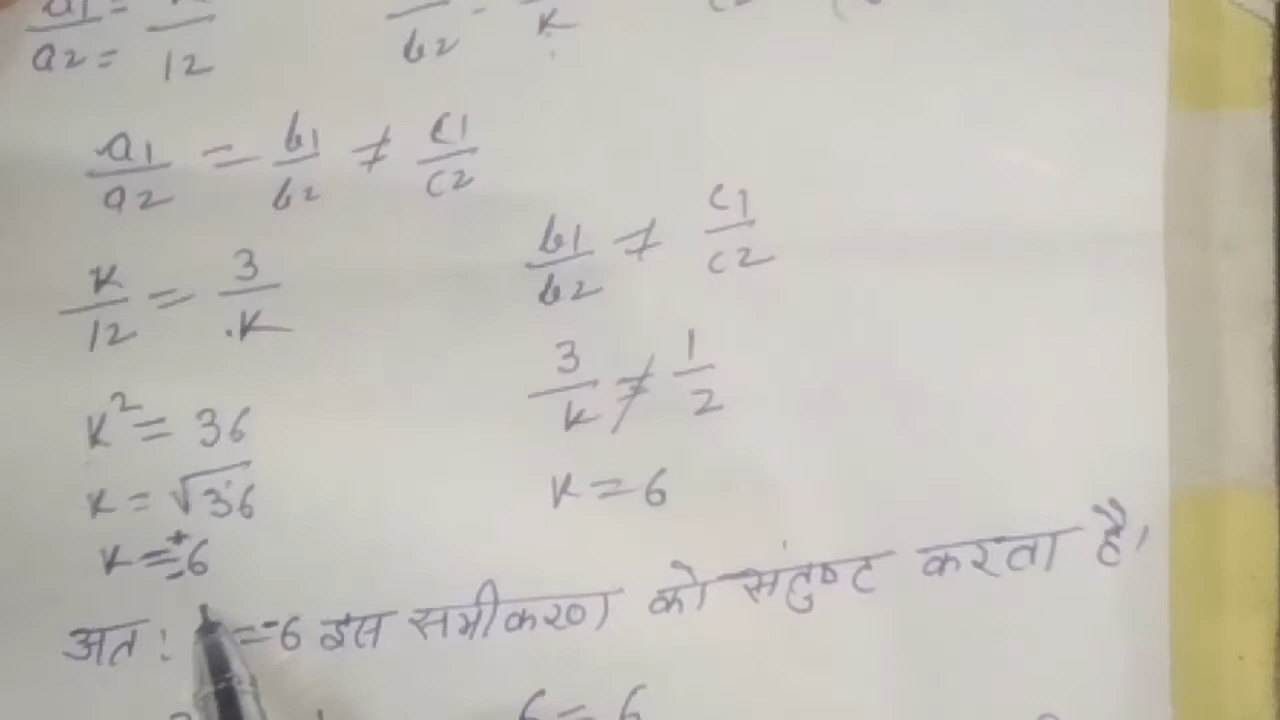 a1/a2 = /12 /b2 = /K
a1/a2 = b1/b2 ≠ c1/c2
b1/b2 ≠ c1/c2
K/12 = 3/K
3/K ≠ 1/2
K² = 36
K = √36
K = 6
K = ±6
अत: = -6 इस समीकरण को संतुष्ट करता है,
6 = 6